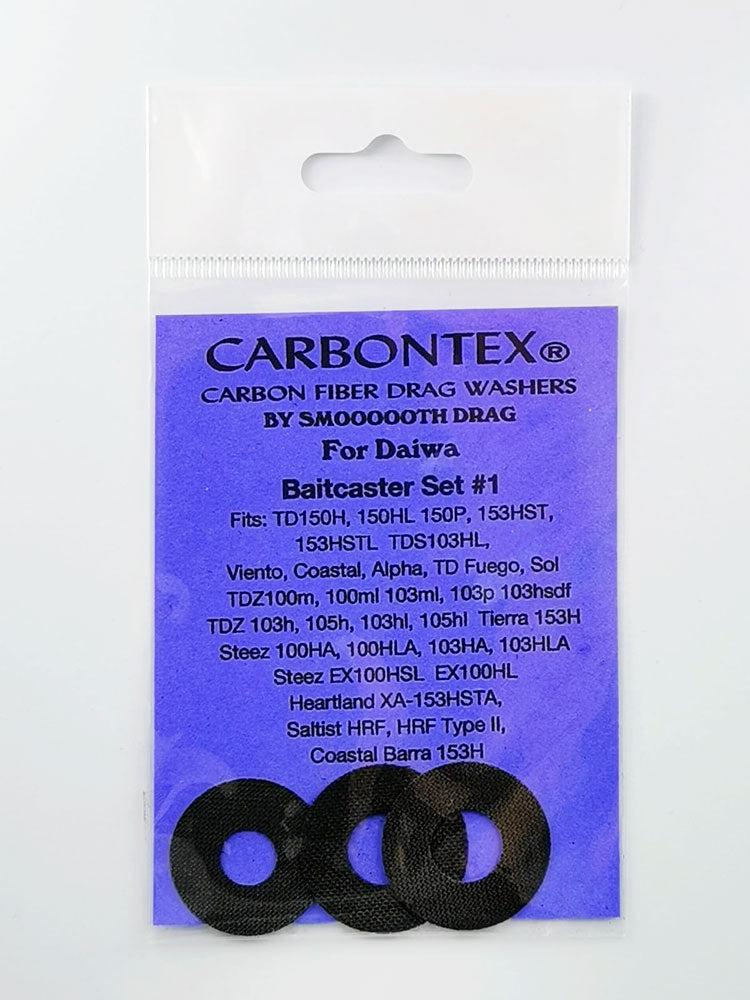 CARBONTEX®
CARBON FIBER DRAG WASHERS
BY SMOOOOOTH DRAG
For Daiwa
Baitcaster Set #1
Fits: TD150H, 150HL 150P, 153HST,
153HSTL TDS103HL,
Viento, Coastal, Alpha, TD Fuego, Sol
TDZ100m, 100ml 103ml, 103p 103hsdf
TDZ 103h, 105h, 103hl, 105hl Tierra 153H
Steez 100HA, 100HLA, 103HA, 103HLA
Steez EX100HSL EX100HL
Heartland XA-153HSTA,
Saltist HRF, HRF Type II,
Coastal Barra 153H